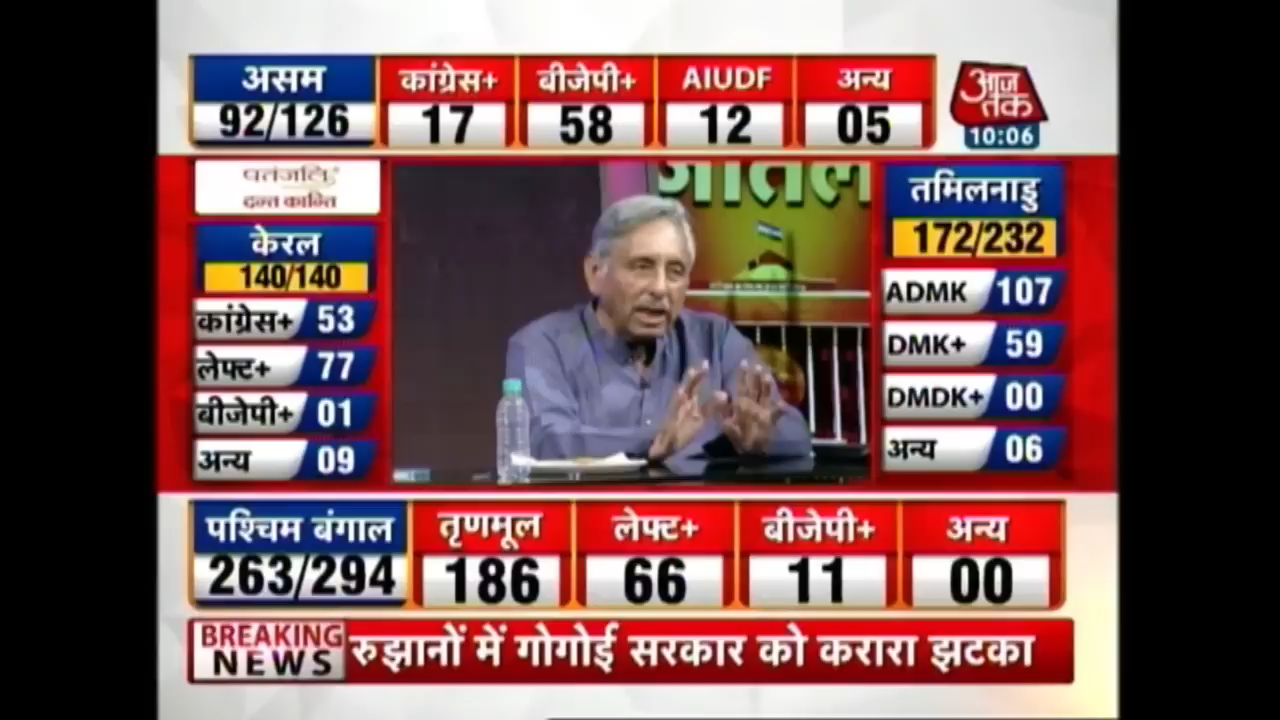 असम
92/126
कांग्रेस+
17
बीजेपी+
58
AIUDF
12
अन्य
05
आज
तक
10:06
पतंजलि
दन्त कान्ति
केरल
140/140
कांग्रेस+ 53
लेफ्ट+ 77
बीजेपी+ 01
अन्य 09
तमिलनाडु
172/232
ADMK 107
DMK+ 59
DMDK+ 00
अन्य 06
पश्चिम बंगाल
263/294
तृणमूल
186
लेफ्ट+
66
बीजेपी+
11
अन्य
00
BREAKING
NEWS
रुझानों में गोगोई सरकार को करारा झटका